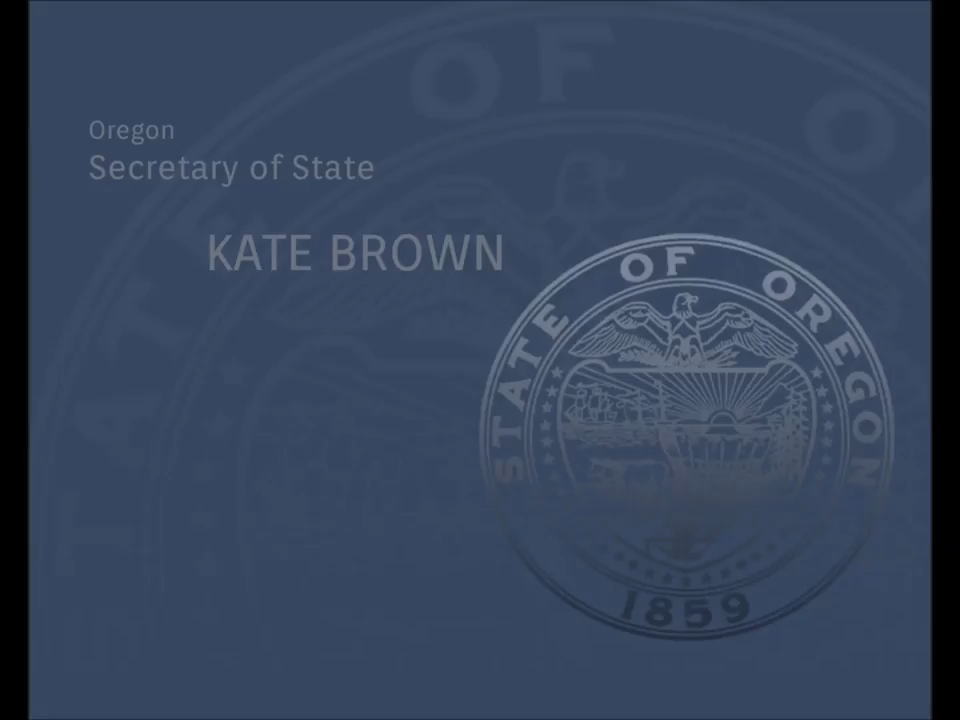 Oregon
Secretary of State
KATE BROWN
STATE OF OREGON
1859